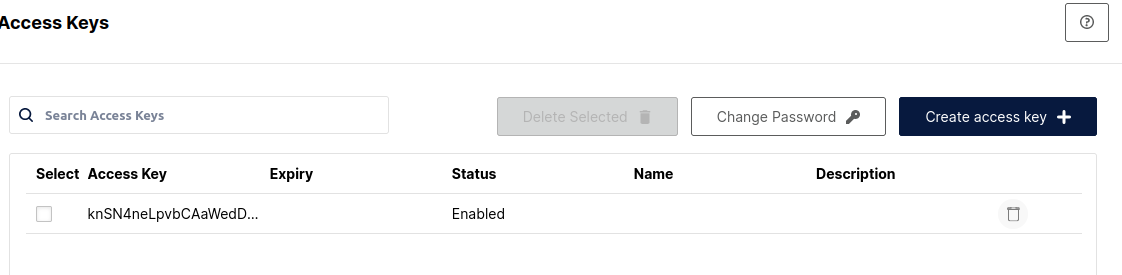 Access Keys
Search Access Keys
Delete Selected
Change Password
Create access key
Select Access Key Expiry Status Name Description
knSN4neLpvbCAaWedD... Enabled